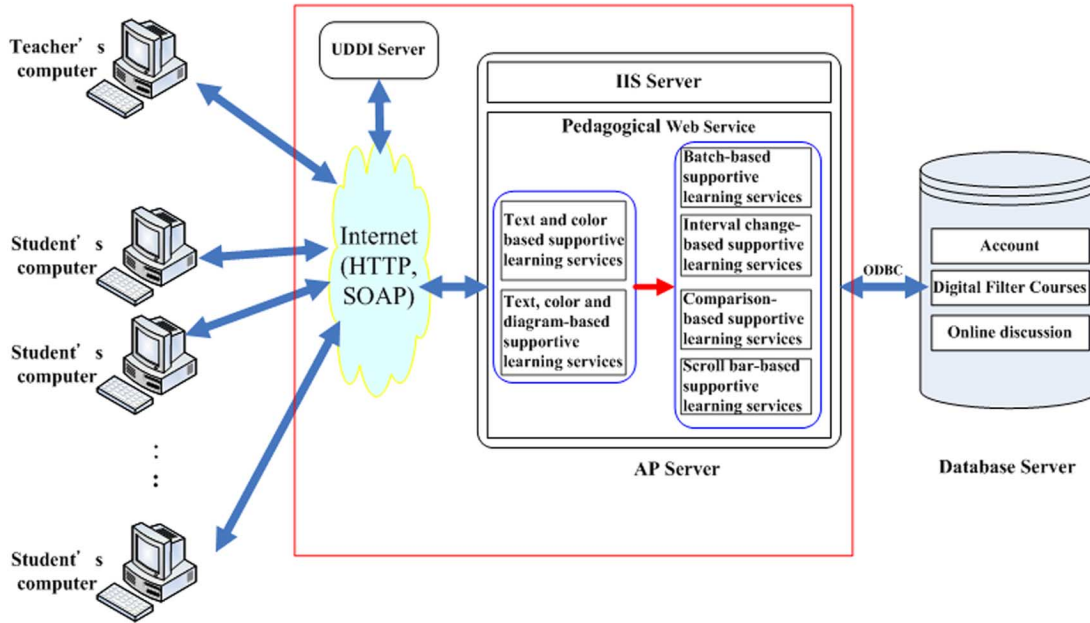 Teacher’s
computer
Student’s
computer
Student’s
computer
:
:
Student’s
computer
UDDI Server
Internet
(HTTP,
SOAP)
IIS Server
Pedagogical Web Service
Text and color
based supportive
learning services
Text, color and
diagram-based
supportive
learning services
Batch-based
supportive
learning services
Interval change-
based supportive
learning services
Comparison-
based supportive
learning services
Scroll bar-based
supportive
learning services
AP Server
ODBC
Account
Digital Filter Courses
Online discussion
Database Server